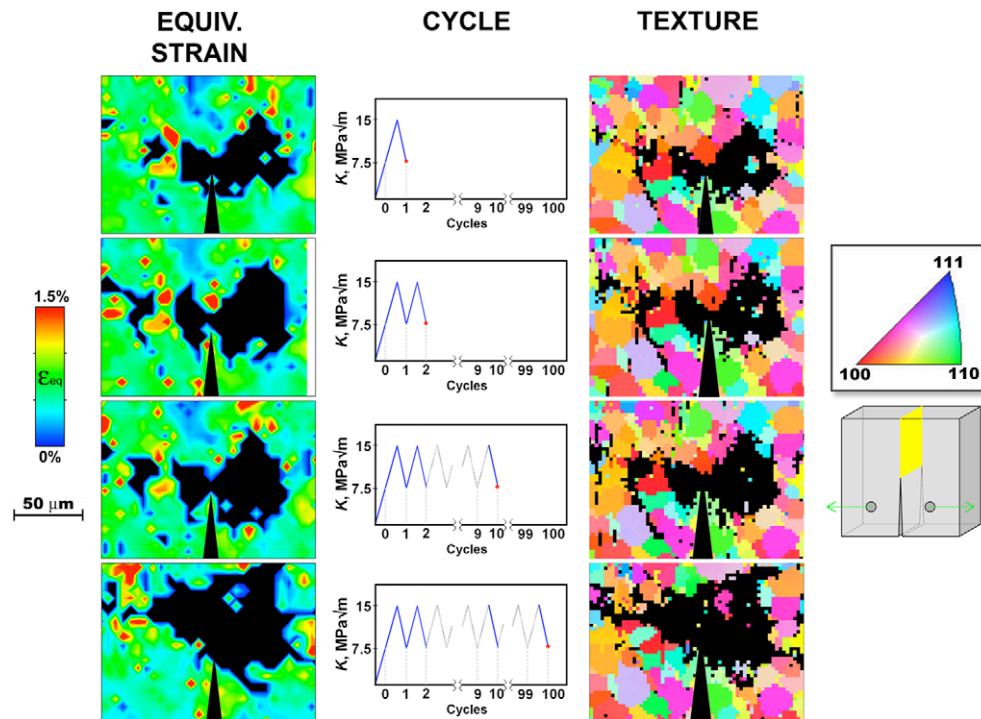 EQUIV.
STRAIN
CYCLE
TEXTURE
K, MPa√m
15
7.5
0 1 2 9 10 99 100
Cycles
K, MPa√m
15
7.5
0 1 2 9 10 99 100
Cycles
K, MPa√m
15
7.5
0 1 2 9 10 99 100
Cycles
K, MPa√m
15
7.5
0 1 2 9 10 99 100
Cycles
1.5%
εeq
0%
50 μm
111
100
110